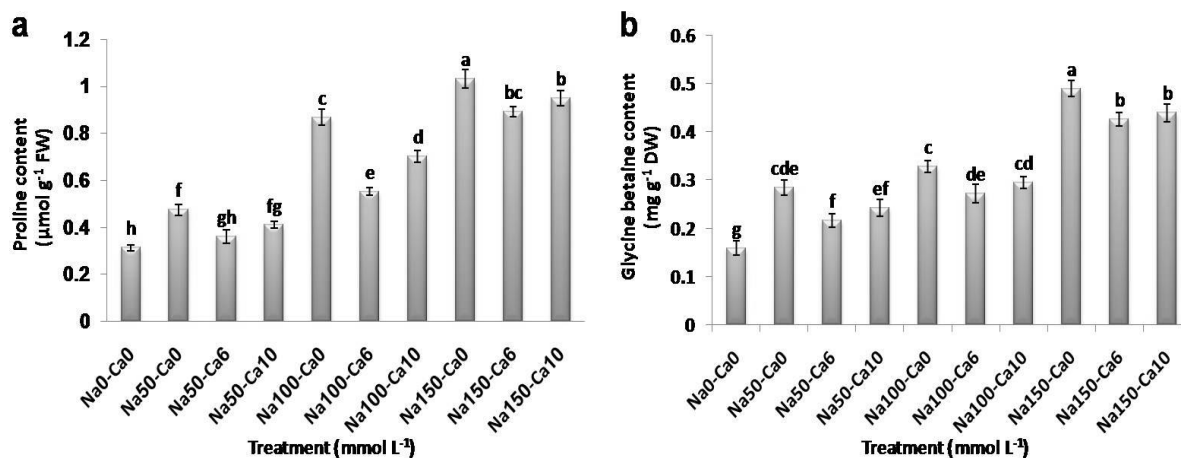 a
Proline content
(µmol g⁻¹ FW)
1.2
1
0.8
0.6
0.4
0.2
0
h
f
gh
fg
c
e
d
a
bc
b
Na0-Ca0
Na50-Ca0
Na50-Ca6
Na50-Ca10
Na100-Ca0
Na100-Ca6
Na100-Ca10
Na150-Ca0
Na150-Ca6
Na150-Ca10
Treatment (mmol L⁻¹)
b
Glycine betaine content
(mg g⁻¹ DW)
0.6
0.5
0.4
0.3
0.2
0.1
0
g
cde
f
ef
c
de
cd
a
b
b
Na0-Ca0
Na50-Ca0
Na50-Ca6
Na50-Ca10
Na100-Ca0
Na100-Ca6
Na100-Ca10
Na150-Ca0
Na150-Ca6
Na150-Ca10
Treatment (mmol L⁻¹)